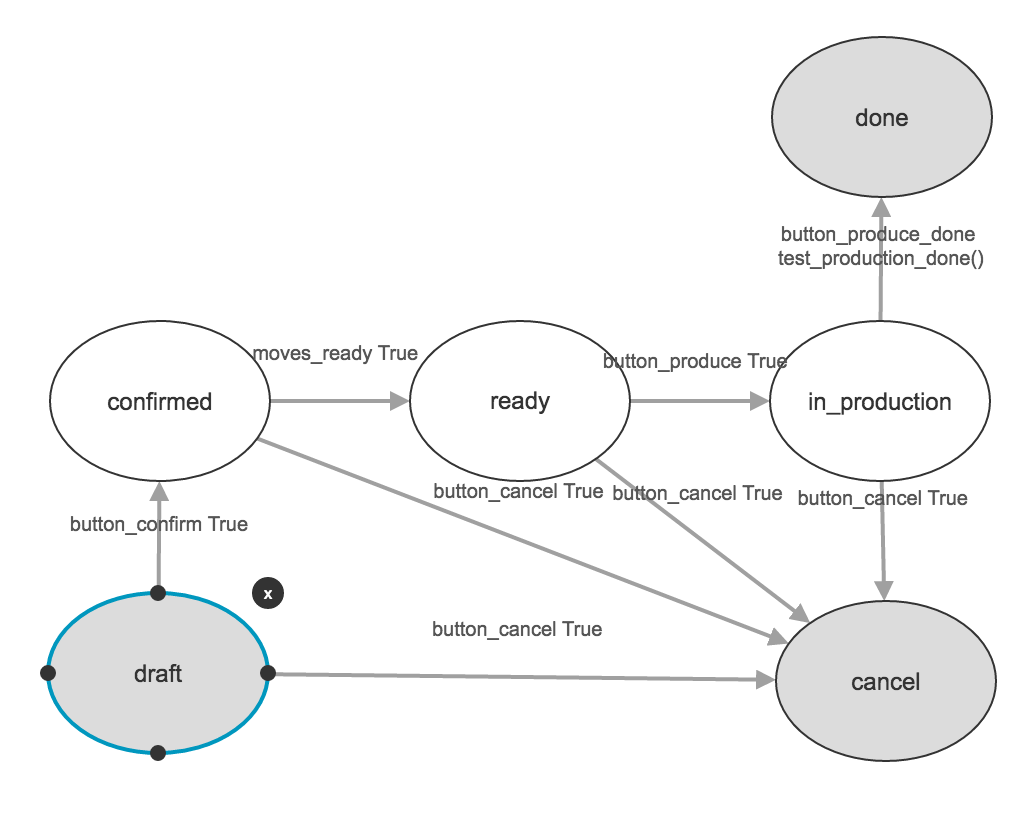 done
button_produce_done
test_production_done()
moves_ready True
button_produce True
confirmed
ready
in_production
button_cancel True
button_cancel True
button_cancel True
button_confirm True
x
button_cancel True
draft
cancel